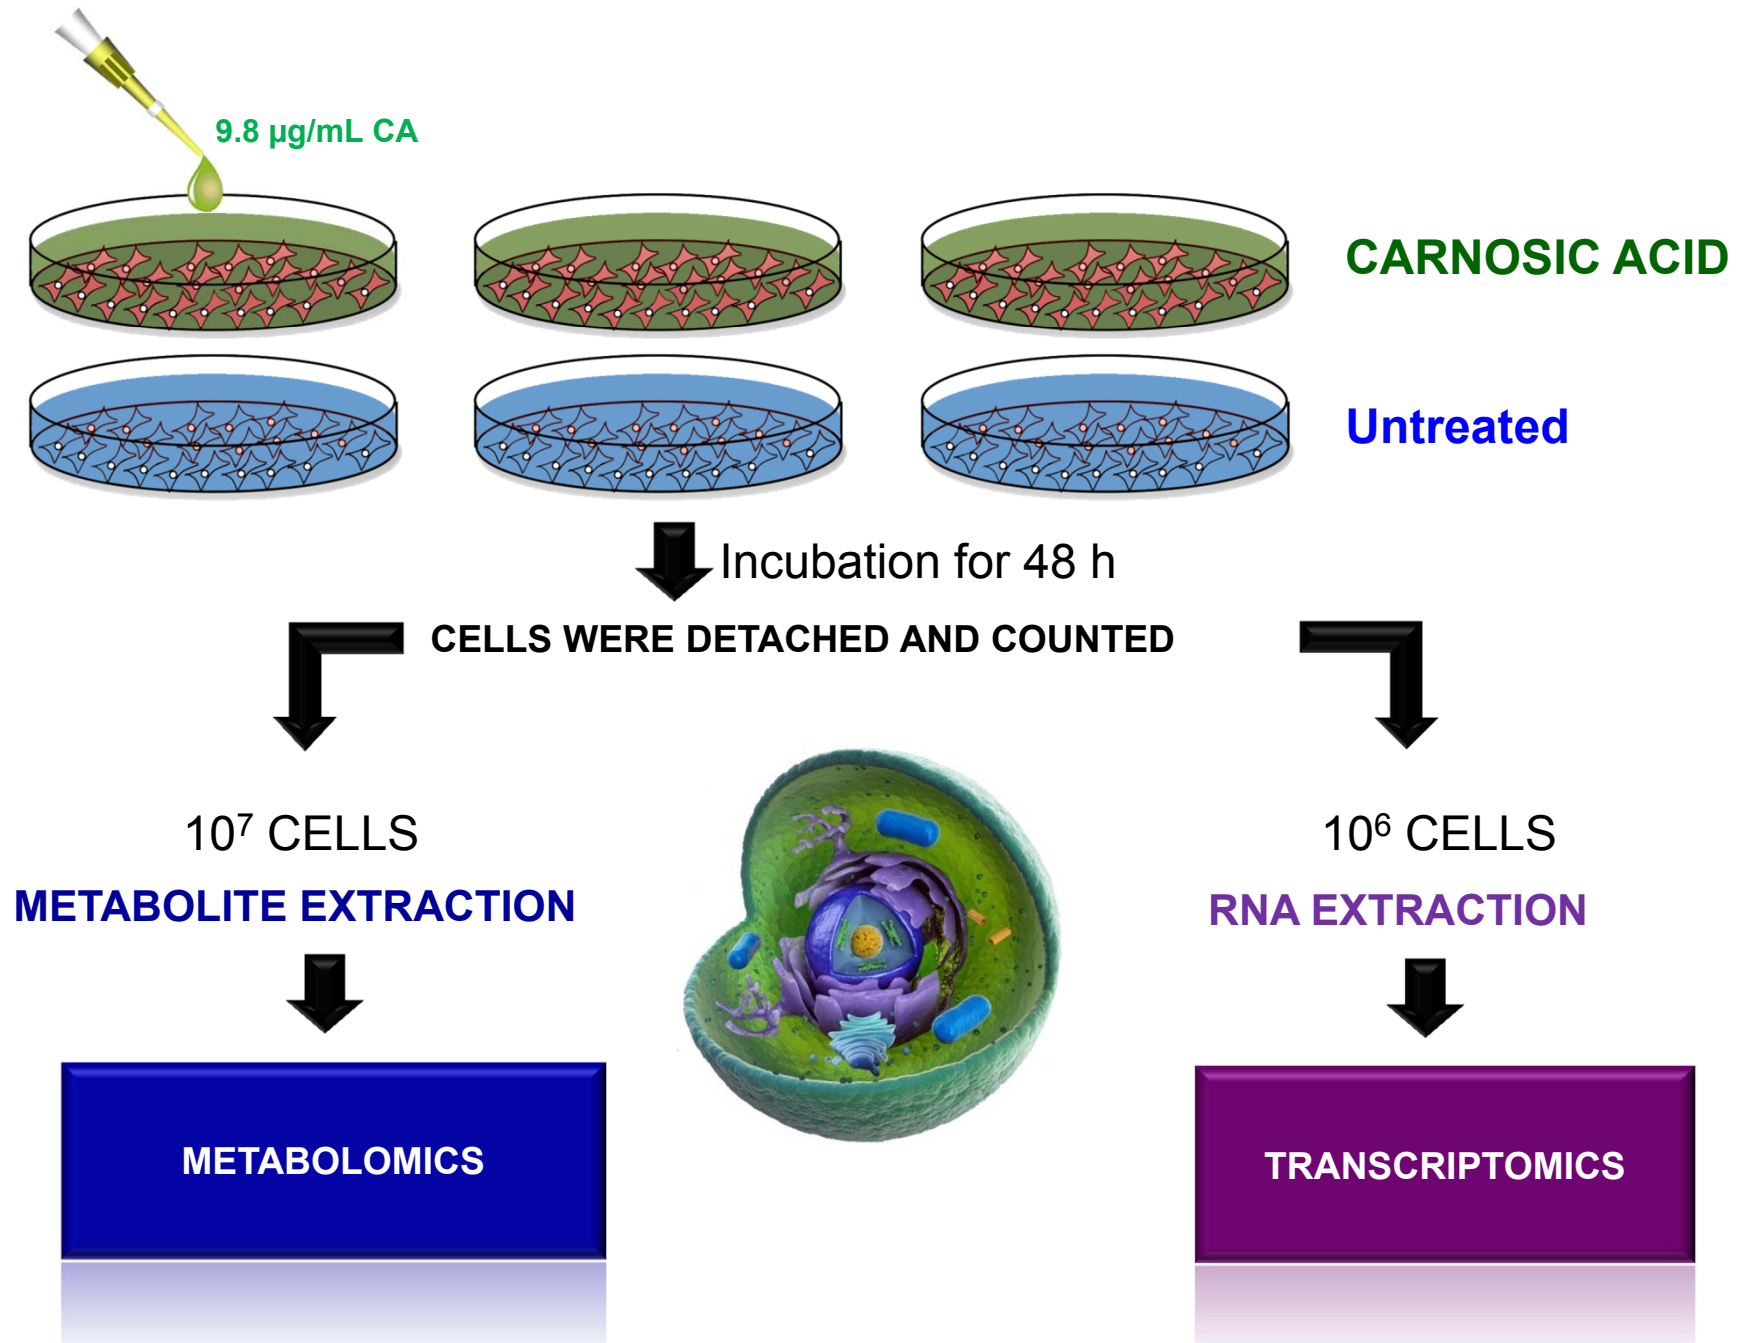 9.8 µg/mL CA
CARNOSIC ACID
Untreated
Incubation for 48 h
CELLS WERE DETACHED AND COUNTED
10⁷ CELLS
METABOLITE EXTRACTION
10⁶ CELLS
RNA EXTRACTION
METABOLOMICS
TRANSCRIPTOMICS